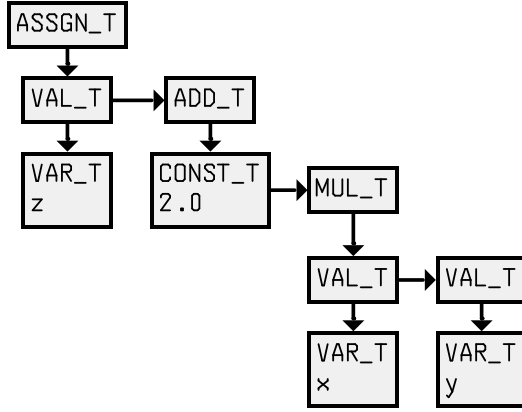 ASSGN_T
VAL_T
ADD_T
VAR_T
z
CONST_T
2.0
MUL_T
VAL_T
VAL_T
VAR_T
x
VAR_T
y